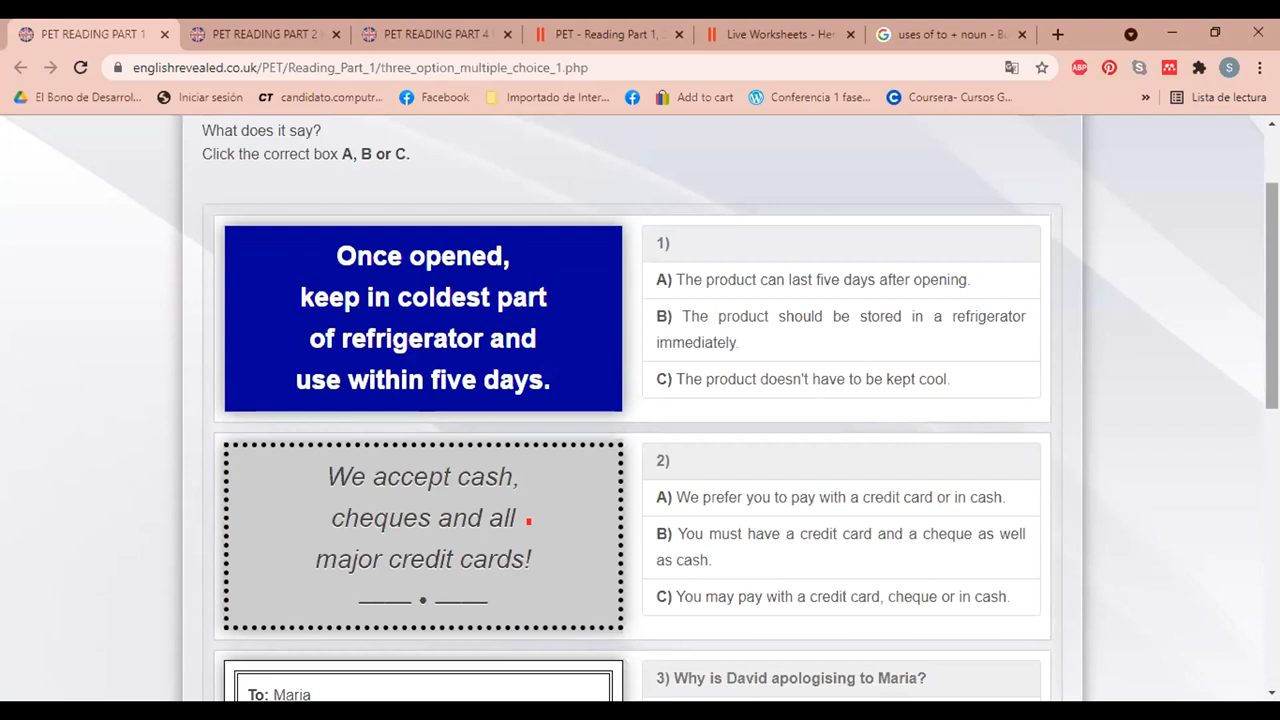 PET READING PART 1
PET READING PART 2
PET READING PART 4
PET - Reading Part 1,
Live Worksheets - Her
uses of to + noun - Bu
englishrevealed.co.uk/PET/Reading_Part_1/three_option_multiple_choice_1.php
ABP
S
El Bono de Desarrol...
Iniciar sesión
CT candidato.computr...
Facebook
Importado de Inter...
Add to cart
Conferencia 1 fase...
Coursera- Cursos G...
»
Lista de lectura
What does it say?
Click the correct box A, B or C.
Once opened,
keep in coldest part
of refrigerator and
use within five days.
1)
A) The product can last five days after opening.
B) The product should be stored in a refrigerator
immediately.
C) The product doesn't have to be kept cool.
We accept cash,
cheques and all
major credit cards!
2)
A) We prefer you to pay with a credit card or in cash.
B) You must have a credit card and a cheque as well
as cash.
C) You may pay with a credit card, cheque or in cash.
To: Maria
3) Why is David apologising to Maria?